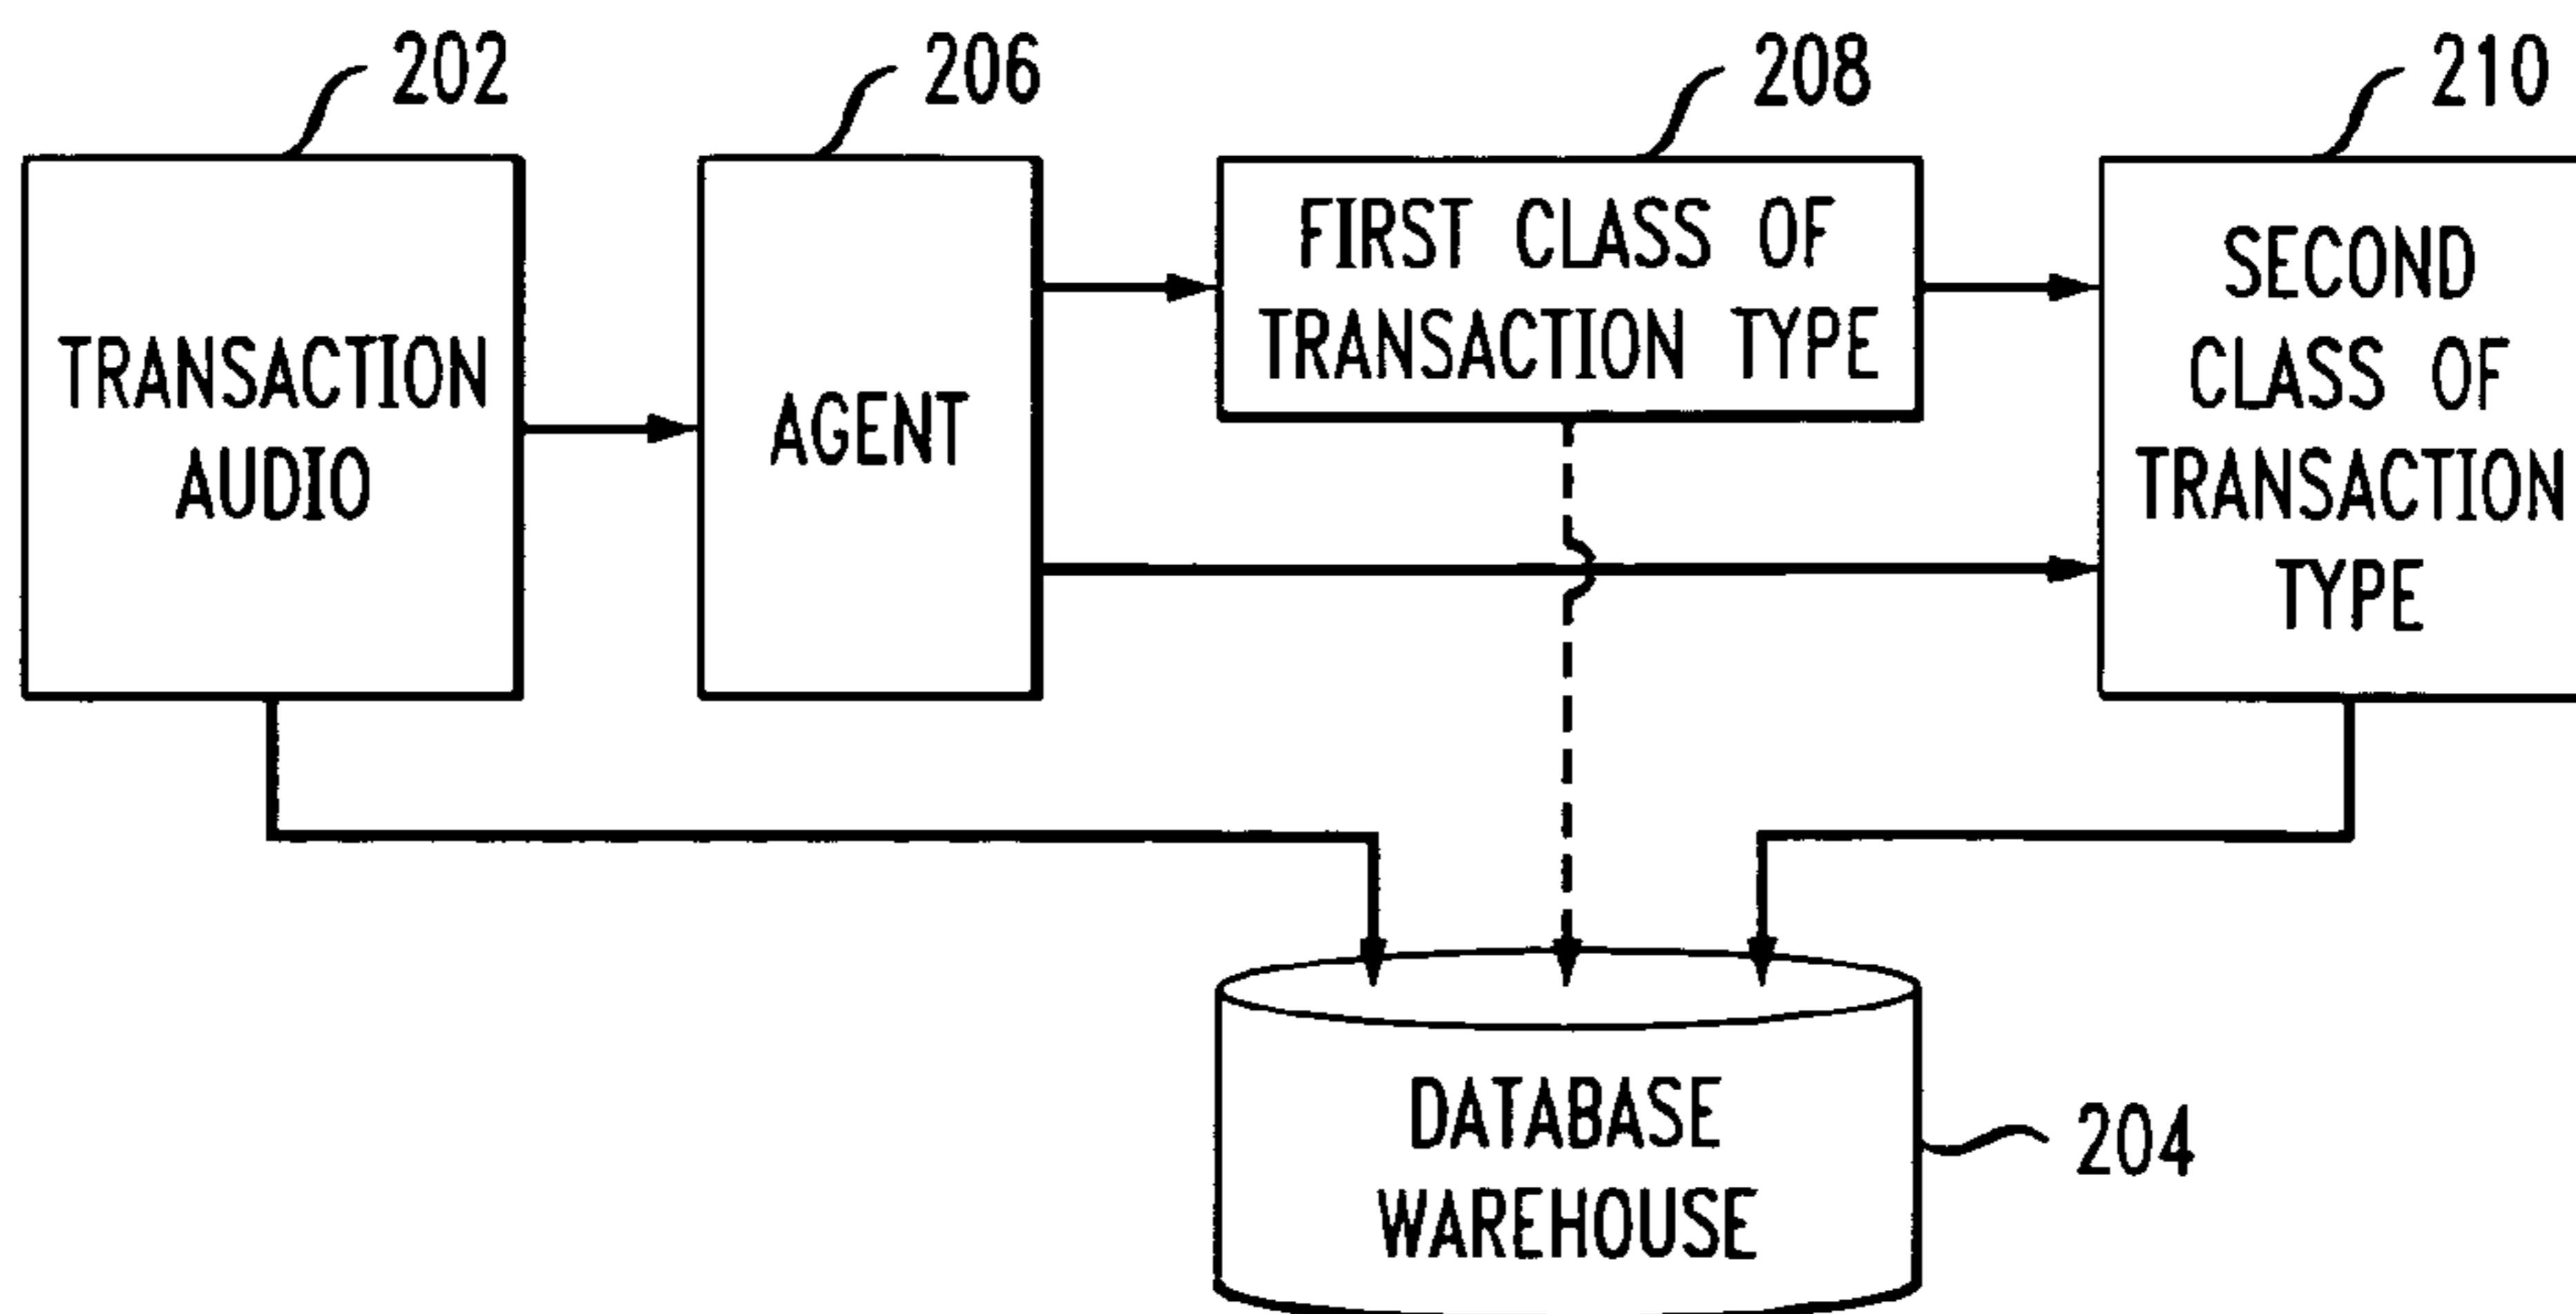 202
206
208
210
TRANSACTION
AUDIO
AGENT
FIRST CLASS OF
TRANSACTION TYPE
SECOND
CLASS OF
TRANSACTION
TYPE
DATABASE
WAREHOUSE
204